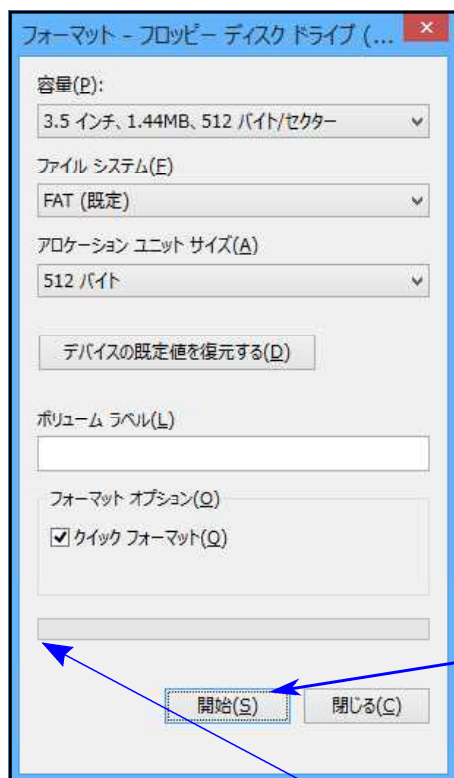 フォーマット - フロッピー ディスク ドライブ (...
容量(P):
3.5 インチ、1.44MB、512 バイト/セクター
ファイル システム(F)
FAT (既定)
アロケーション ユニット サイズ(A)
512 バイト
デバイスの既定値を復元する(D)
ボリューム ラベル(L)
フォーマット オプション(O)
クイック フォーマット(Q)
開始(S) 閉じる(C)